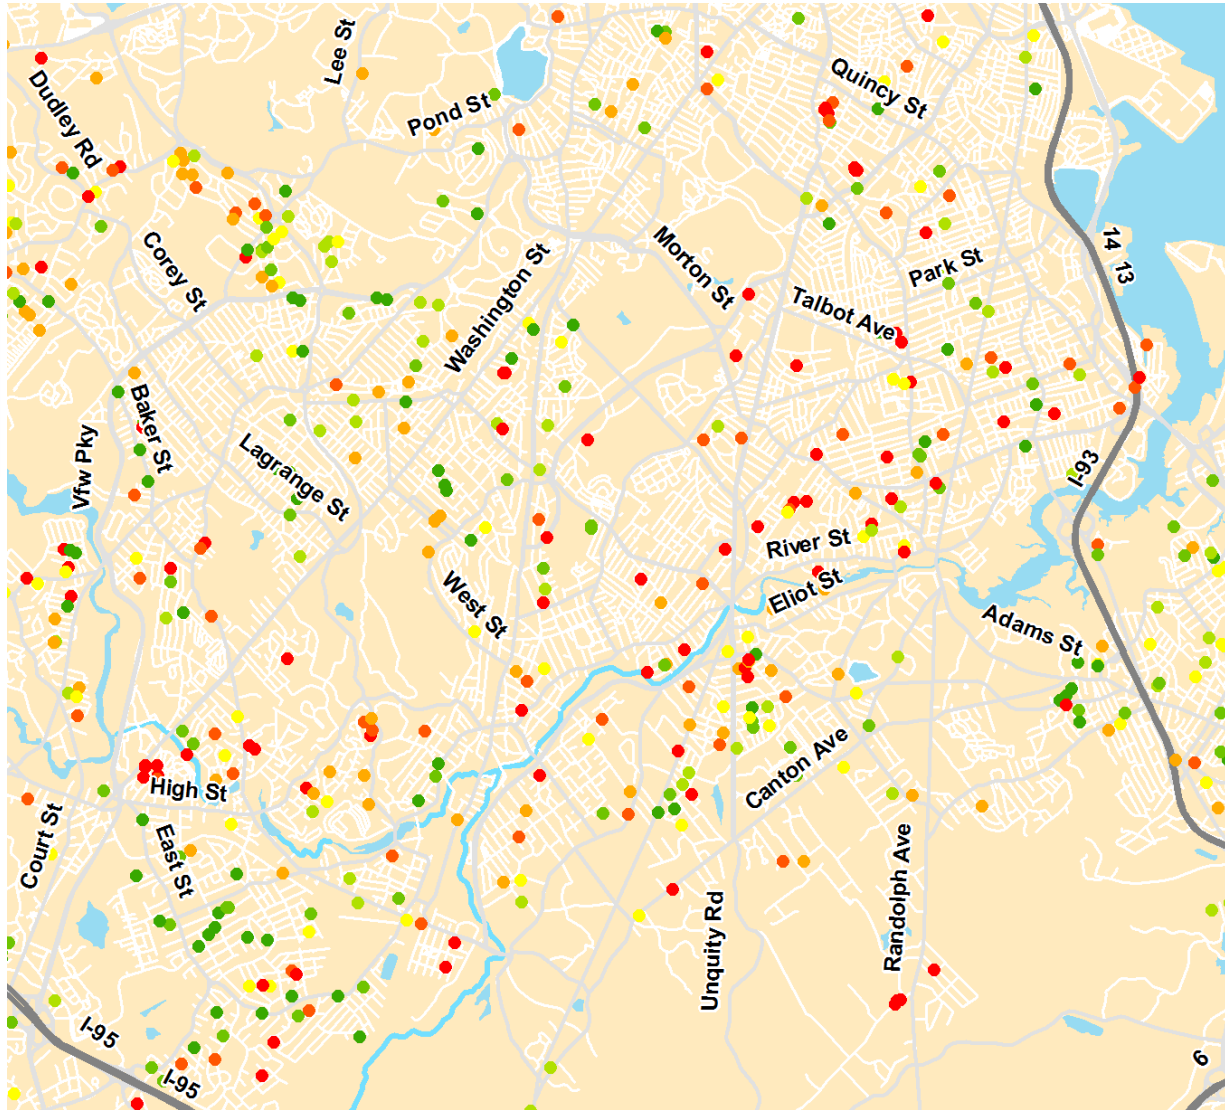 Lee St
Quincy St
Dudley Rd
Pond St
14
13
Corey St
Morton St
Park St
Washington St
Talbot Ave
Baker St
Lagrange St
Vfw Pky
I-93
River St
Eliot St
West St
Adams St
Canton Ave
High St
Court St
East St
Randolph Ave
Unquity Rd
I-95
I-95
6